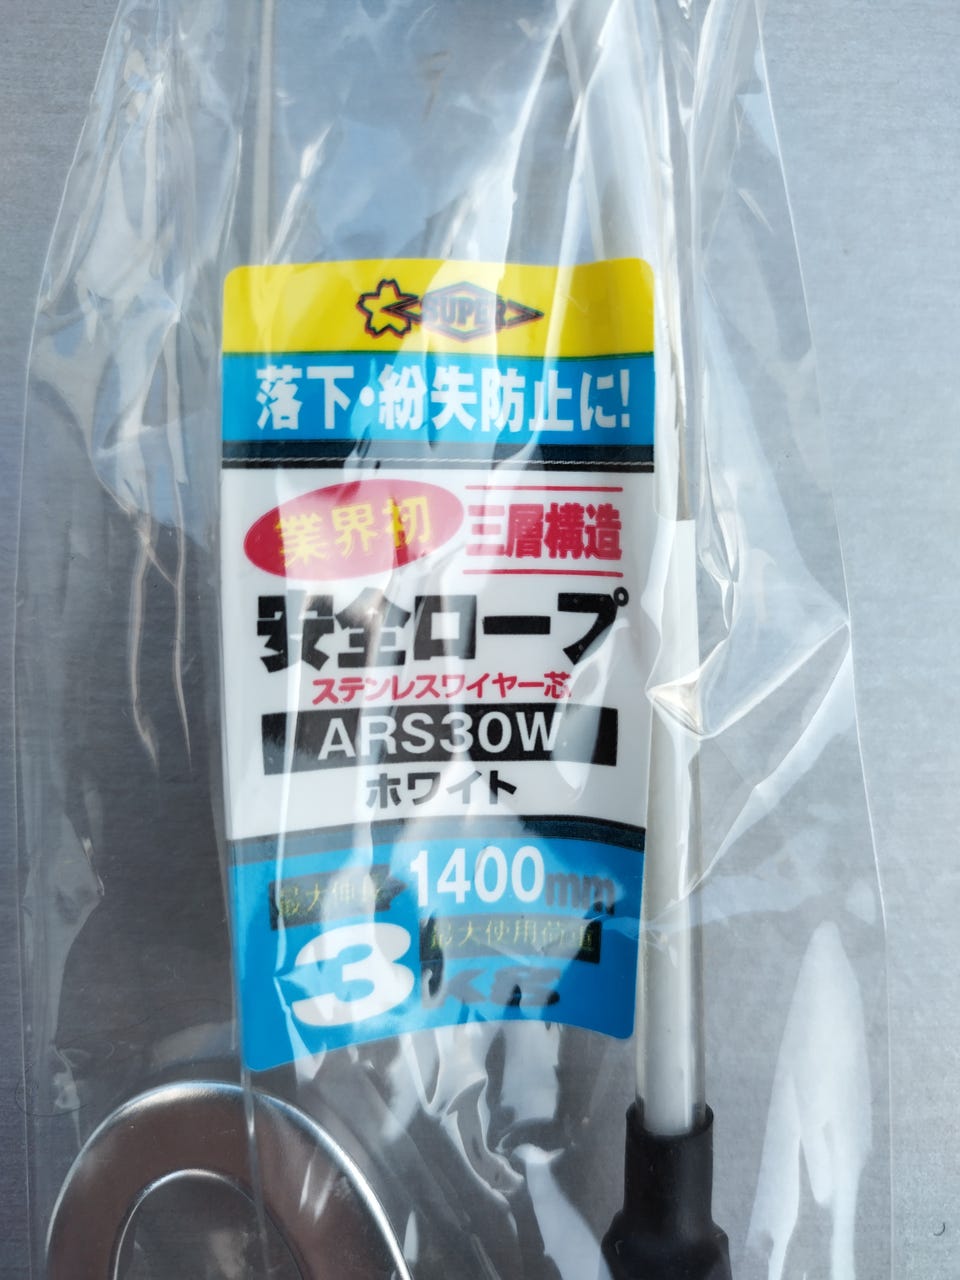 SUPER
落下・紛失防止に!
業界初 三層構造
安全ロープ
ステンレスワイヤー芯
ARS30W
ホワイト
最大伸長 1400mm
3 最大使用荷重
kg